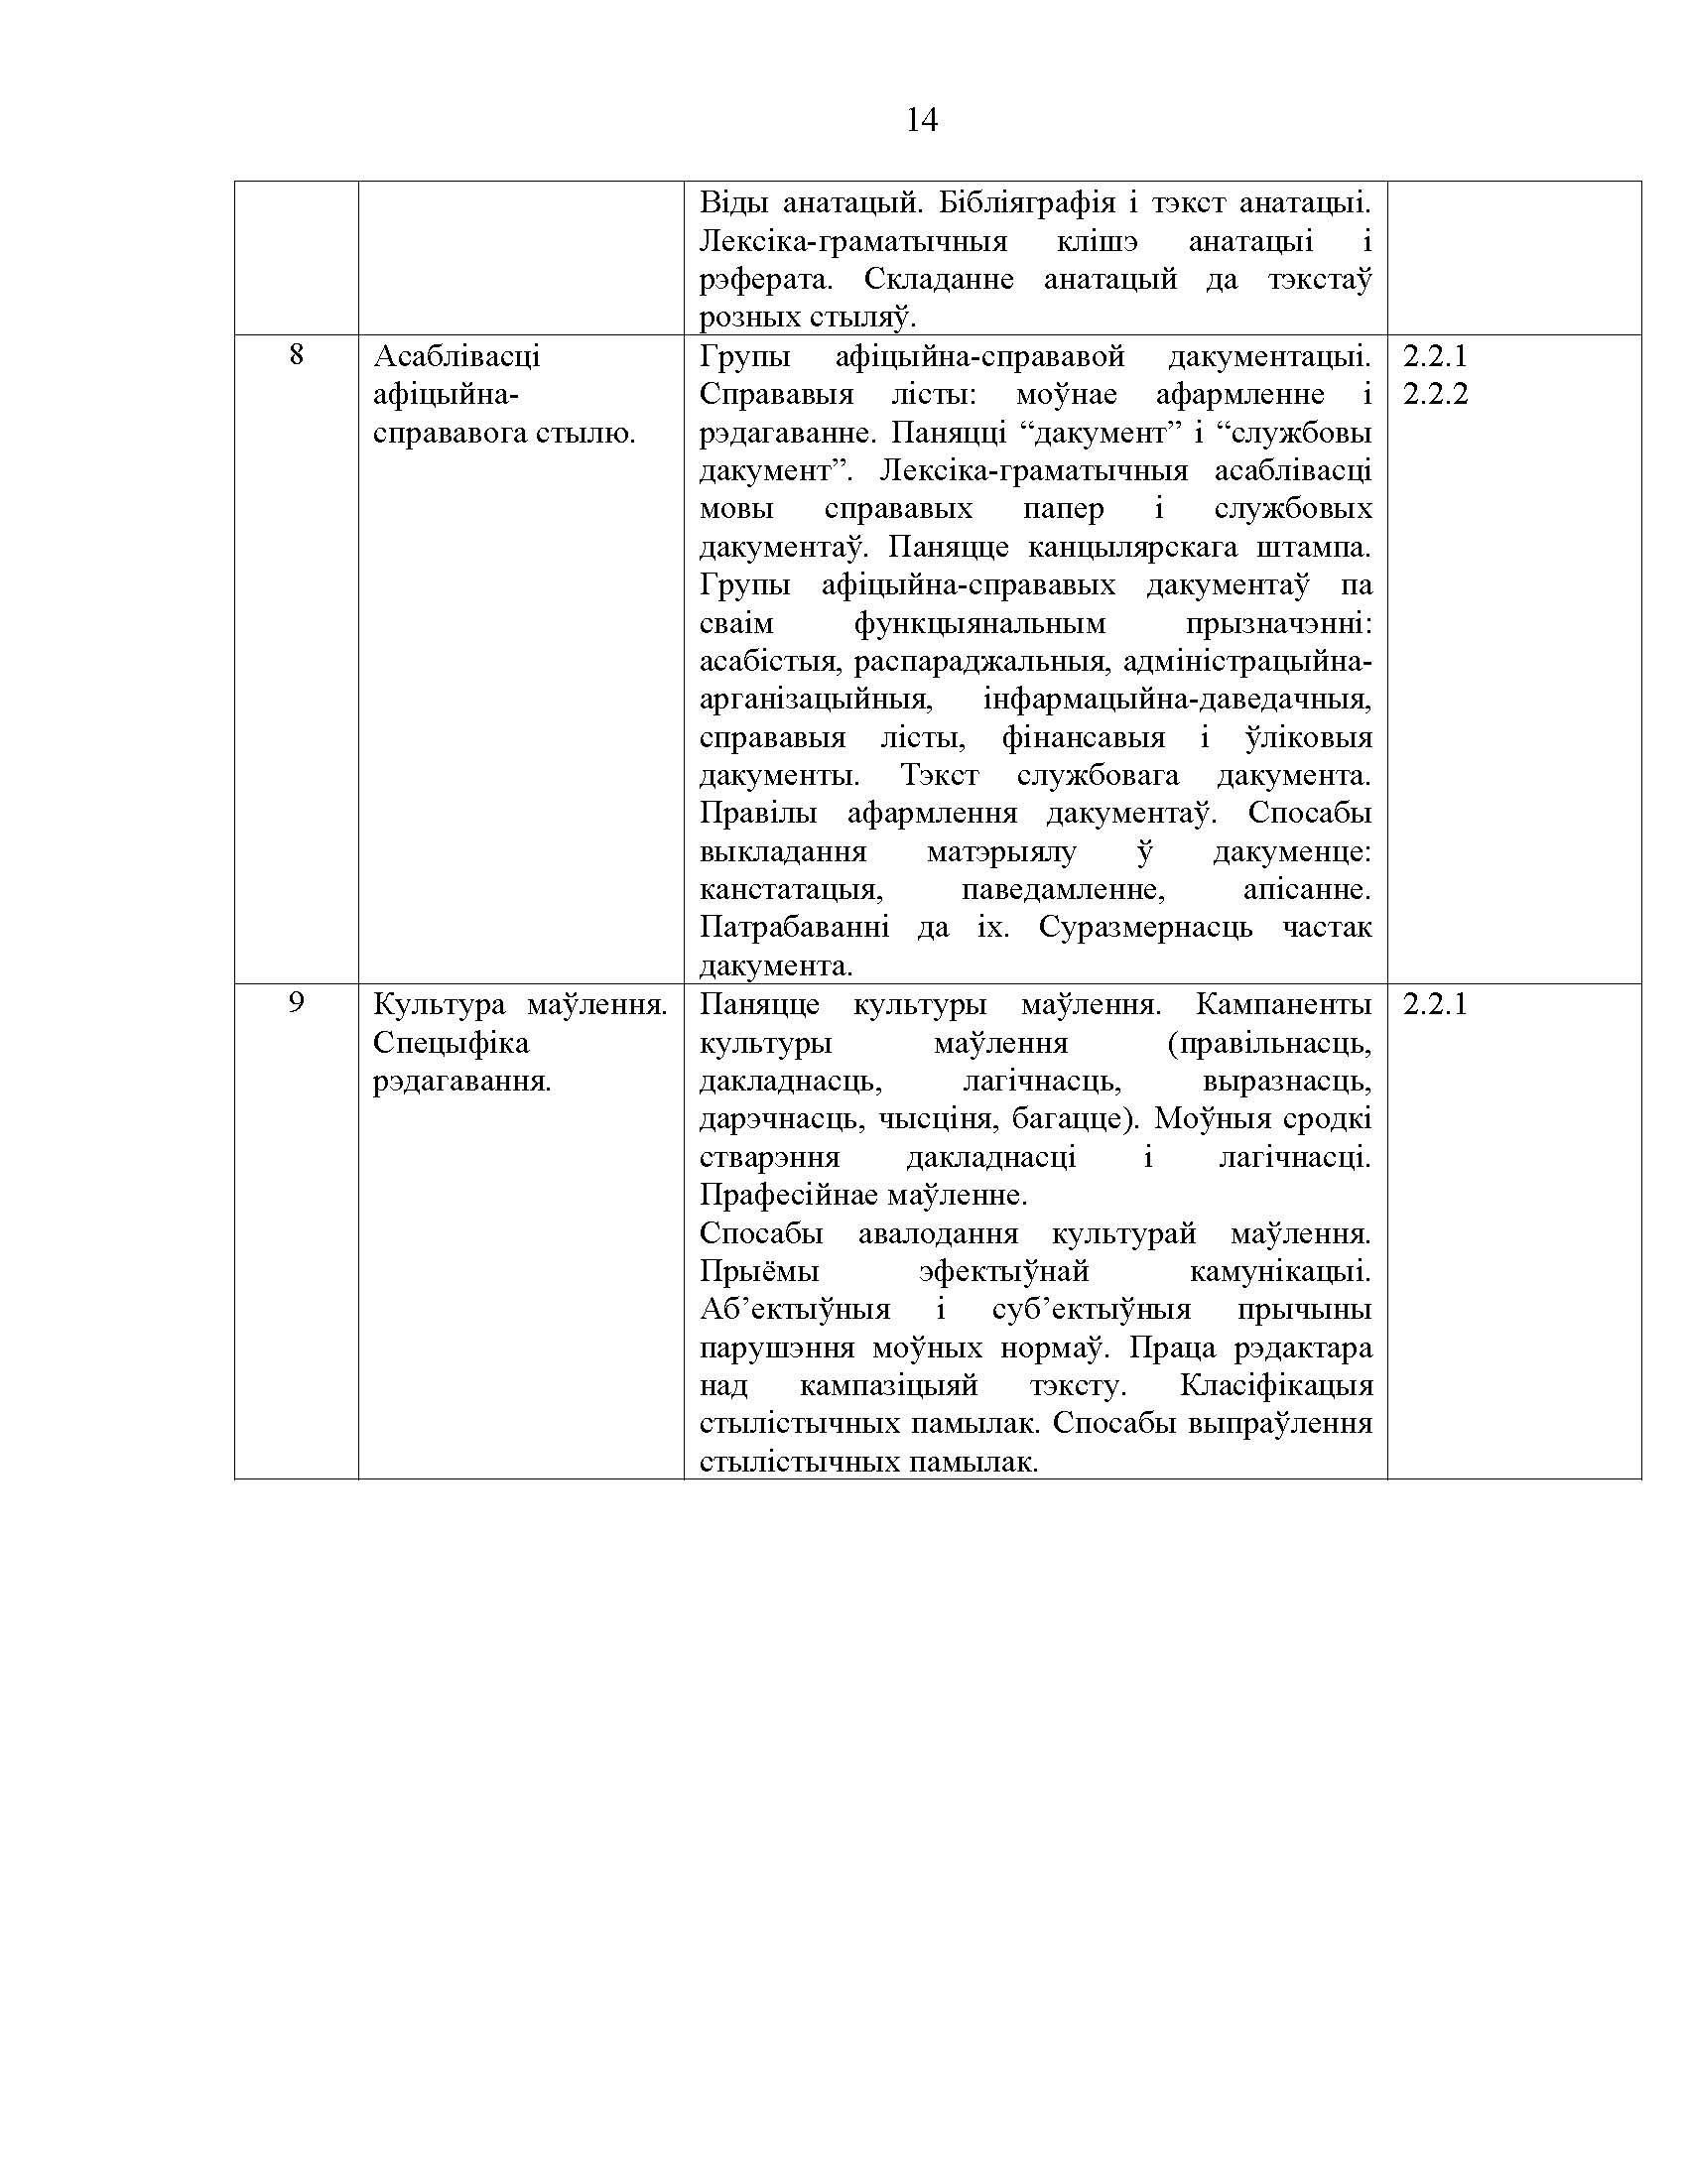 14
Віды анатацый. Бібліяграфія і тэкст анатацыі.
Лексіка-граматычныя клішэ анатацыі і
рэферата. Складанне анатацый да тэкстаў
розных стыляў.
8
Асаблівасці
афіцыйна-
справавога стылю.
Групы афіцыйна-справавой дакументацыі.
Справавыя лісты: моўнае афармленне і
рэдагаванне. Паняцці “дакумент” і “службовы
дакумент”. Лексіка-граматычныя асаблівасці
мовы справавых папер і службовых
дакументаў. Паняцце канцылярскага штампа.
Групы афіцыйна-справавых дакументаў па
сваім функцыянальным прызначэнні:
асабістыя, распараджальныя, адміністрацыйна-
арганізацыйныя, інфармацыйна-даведачныя,
справавыя лісты, фінансавыя і ўліковыя
дакументы. Тэкст службовага дакумента.
Правілы афармлення дакументаў. Спосабы
выкладання матэрыялу ў дакуменце:
канстатацыя, паведамленне, апісанне.
Патрабаванні да іх. Суразмернасць частак
дакумента.
2.2.1
2.2.2
9
Культура маўлення.
Спецыфіка
рэдагавання.
Паняцце культуры маўлення. Кампаненты
культуры маўлення (правільнасць,
дакладнасць, лагічнасць, выразнасць,
дарэчнасць, чысціня, багацце). Моўныя сродкі
стварэння дакладнасці і лагічнасці.
Прафесійнае маўленне.
Спосабы авалодання культурай маўлення.
Прыёмы эфектыўнай камунікацыі.
Аб’ектыўныя і суб’ектыўныя прычыны
парушэння моўных нормаў. Праца рэдактара
над кампазіцыяй тэксту. Класіфікацыя
стылістычных памылак. Спосабы выпраўлення
стылістычных памылак.
2.2.1